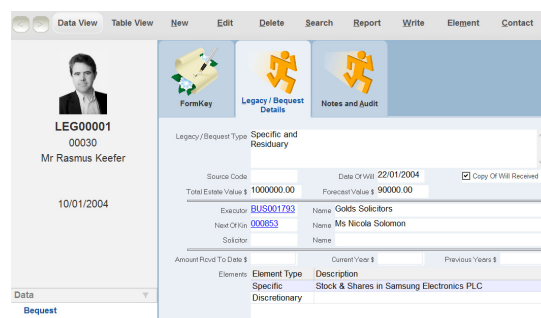 Data View Table View New Edit Delete Search Report Write Element Contact
FormKey
Legacy / Bequest
Details
Notes and Audit
LEG00001
00030
Mr Rasmus Keefer
10/01/2004
Legacy / Bequest Type Specific and
Residuary
Source Code Date Of Will 22/01/2004 Copy Of Will Received
Total Estate Value $ 1000000.00 Forecast Value $ 90000.00
Executor BUS001793 Name Golds Solicitors
Next Of Kin 000853 Name Ms Nicola Solomon
Solicitor Name
Amount Rcvd To Date $ Current Year $ Previous Years $
Elements Element Type Description
Specific Stock & Shares in Samsung Electronics PLC
Discretionary
Data
Bequest